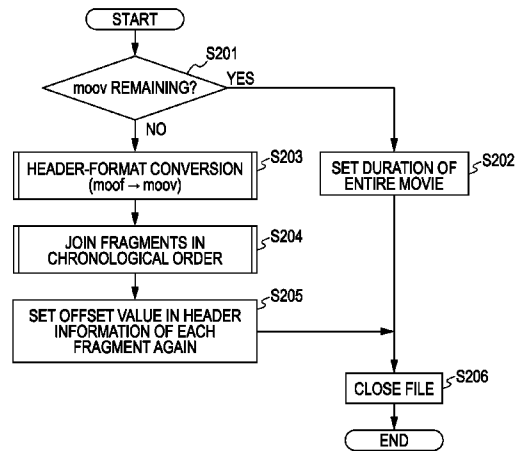 START
S201
moov REMAINING?
YES
NO
HEADER-FORMAT CONVERSION
(moof → moov)
S203
SET DURATION OF
ENTIRE MOVIE
S202
JOIN FRAGMENTS IN
CHRONOLOGICAL ORDER
S204
SET OFFSET VALUE IN HEADER
INFORMATION OF EACH
FRAGMENT AGAIN
S205
CLOSE FILE
S206
END